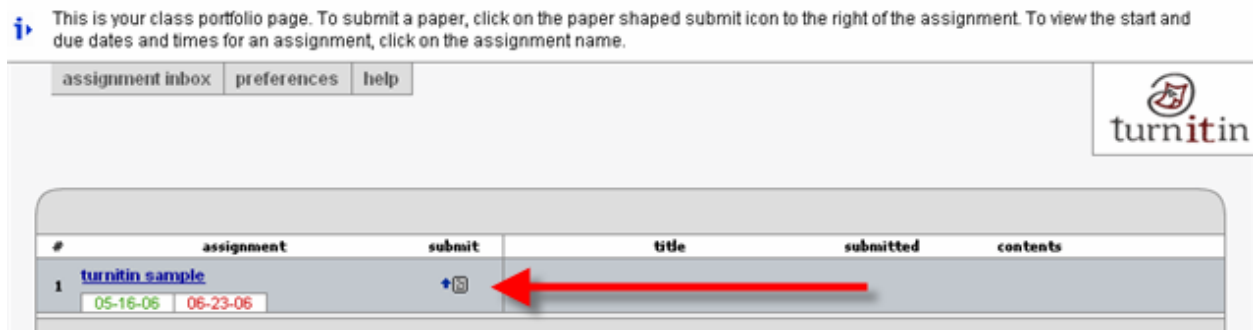 This is your class portfolio page. To submit a paper, click on the paper shaped submit icon to the right of the assignment. To view the start and
due dates and times for an assignment, click on the assignment name.
assignment inbox preferences help
turnitin
# assignment submit title submitted contents
1 turnitin sample
05-16-06 06-23-06